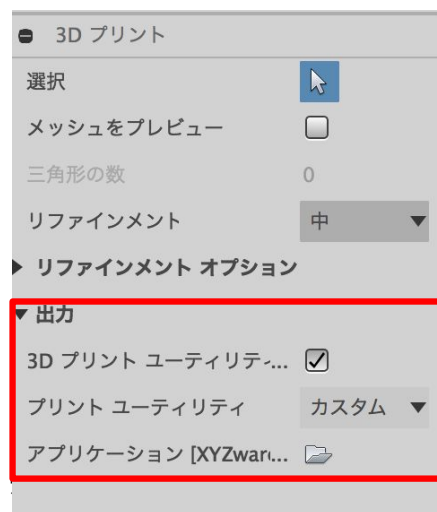 3D プリント
選択
メッシュをプレビュー
三角形の数 0
リファインメント 中
リファインメント オプション
出力
3D プリント ユーティリティ...
プリント ユーティリティ カスタム
アプリケーション [XYZwar...